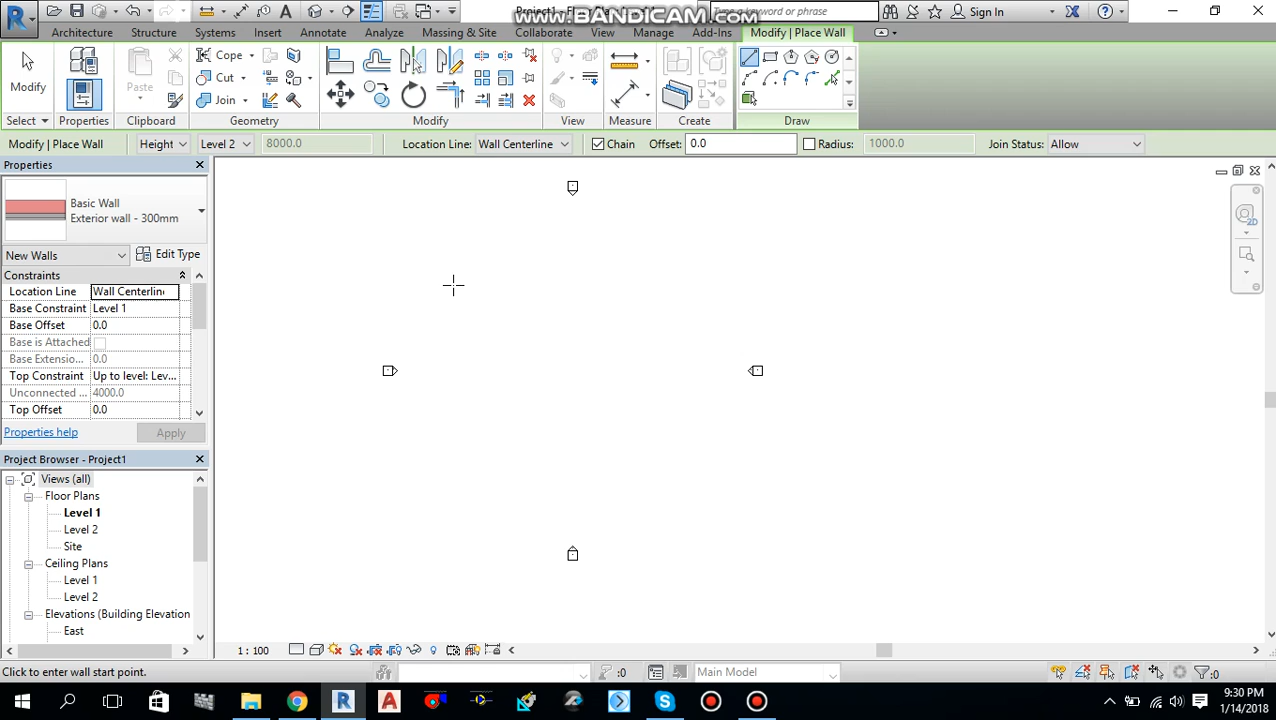 Project1 - Fl
WWW.BANDICAM.COM
keyword or phrase
Sign In
Architecture Structure Systems Insert Annotate Analyze Massing & Site Collaborate View Manage Add-Ins Modify | Place Wall
Modify
Paste
Cope
Cut
Join
Select Properties Clipboard Geometry Modify View Measure Create Draw
Modify | Place Wall Height Level 2 8000.0 Location Line: Wall Centerline Chain Offset: 0.0 Radius: 1000.0 Join Status: Allow
Properties
Basic Wall
Exterior wall - 300mm
New Walls Edit Type
Constraints
Location Line Wall Centerlin
Base Constraint Level 1
Base Offset 0.0
Base is Attached
Base Extensio... 0.0
Top Constraint Up to level: Lev...
Unconnected ... 4000.0
Top Offset 0.0
Properties help Apply
Project Browser - Project1
Views (all)
Floor Plans
Level 1
Level 2
Site
Ceiling Plans
Level 1
Level 2
Elevations (Building Elevation
East
2D
1 : 100
Click to enter wall start point.
:0
Main Model
:0
9:30 PM
1/14/2018